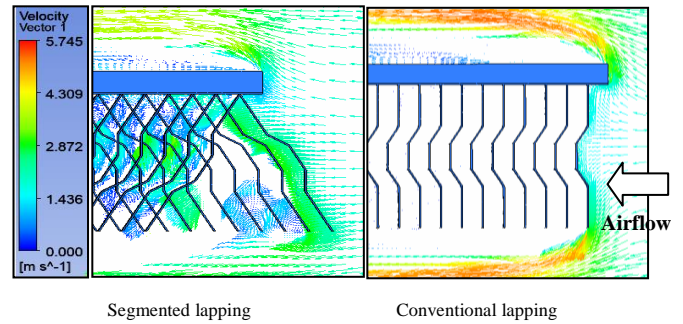 Velocity
Vector 1
5.745
4.309
2.872
1.436
0.000
[m s^-1]
Airflow
Segmented lapping
Conventional lapping